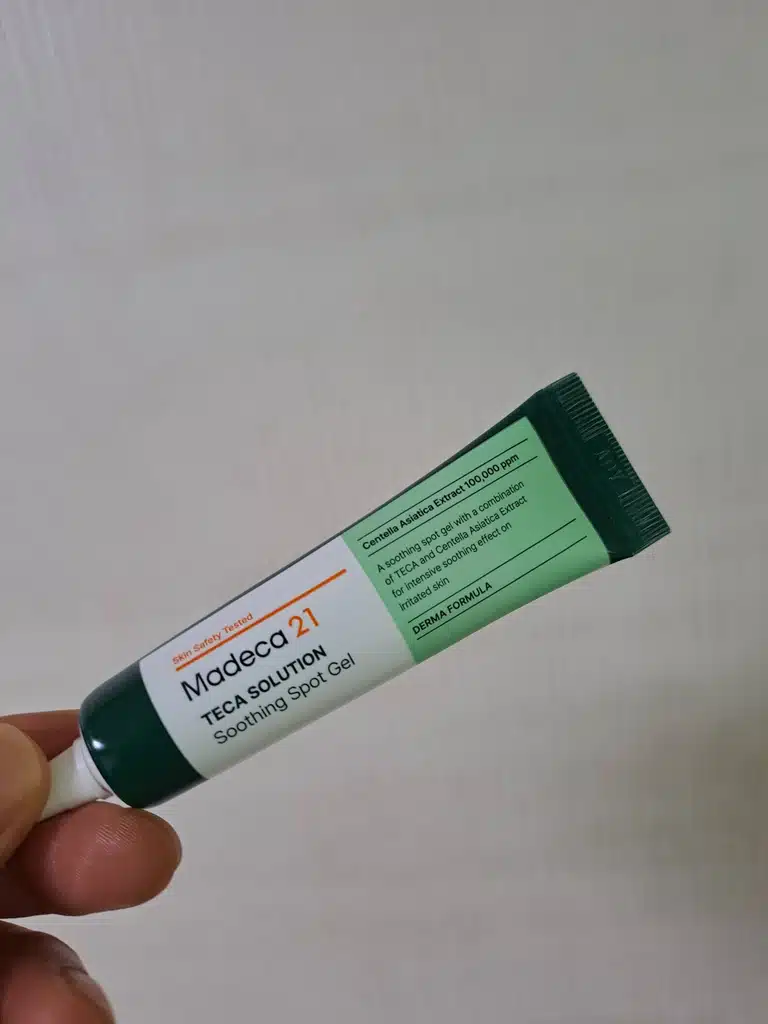 Skin Safety Tested
Madeca 21
TECA SOLUTION
Soothing Spot Gel
Centella Asiatica Extract 100,000 ppm
A soothing spot gel with a combination
of TECA and Centella Asiatica Extract
for intensive soothing effect on
irritated skin
DERMA FORMULA